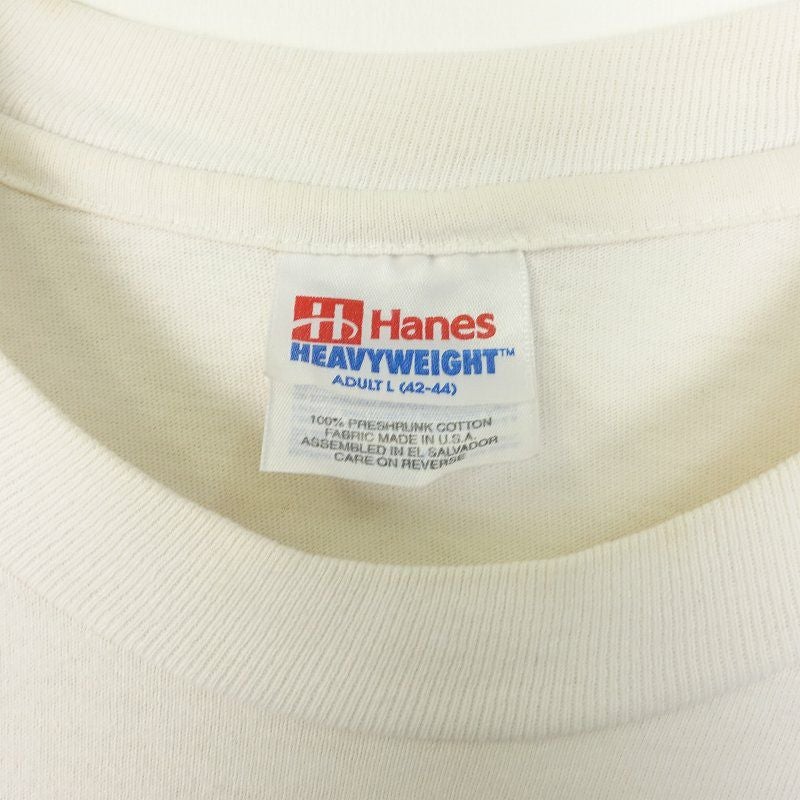 Hanes
HEAVYWEIGHT™
ADULT L (42-44)
100% PRESHRUNK COTTON
FABRIC MADE IN U.S.A.
ASSEMBLED IN EL SALVADOR
CARE ON REVERSE